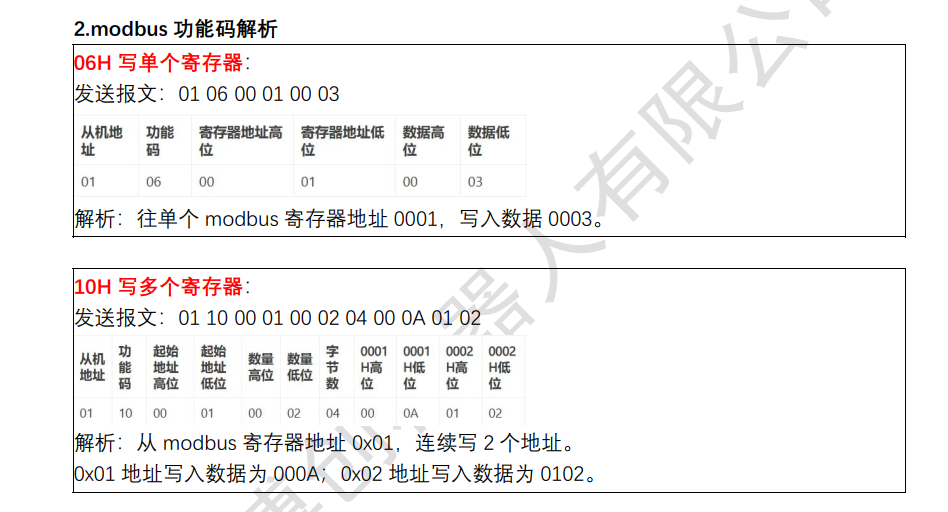 2.modbus 功能码解析
06H 写单个寄存器：
发送报文：01 06 00 01 00 03
从机地址 功能码 寄存器地址高位 寄存器地址低位 数据高位 数据低位
01 06 00 01 00 03
解析：往单个 modbus 寄存器地址 0001，写入数据 0003。
10H 写多个寄存器：
发送报文：01 10 00 01 00 02 04 00 0A 01 02
从机地址 功能码 起始地址高位 起始地址低位 数量高位 数量低位 字节数 0001H高位 0001H低位 0002H高位 0002H低位
01 10 00 01 00 02 04 00 0A 01 02
解析：从 modbus 寄存器地址 0x01，连续写 2 个地址。
0x01 地址写入数据为 000A；0x02 地址写入数据为 0102。
器人有限公